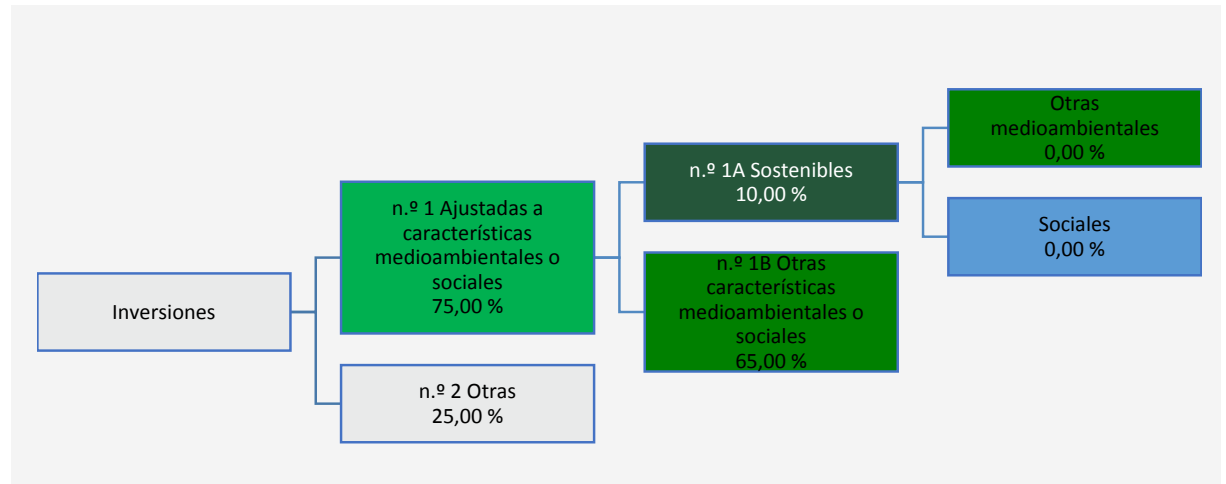 Inversiones
n.º 1 Ajustadas a
características
medioambientales o
sociales
75,00 %
n.º 2 Otras
25,00 %
n.º 1A Sostenibles
10,00 %
n.º 1B Otras
características
medioambientales o
sociales
65,00 %
Otras
medioambientales
0,00 %
Sociales
0,00 %